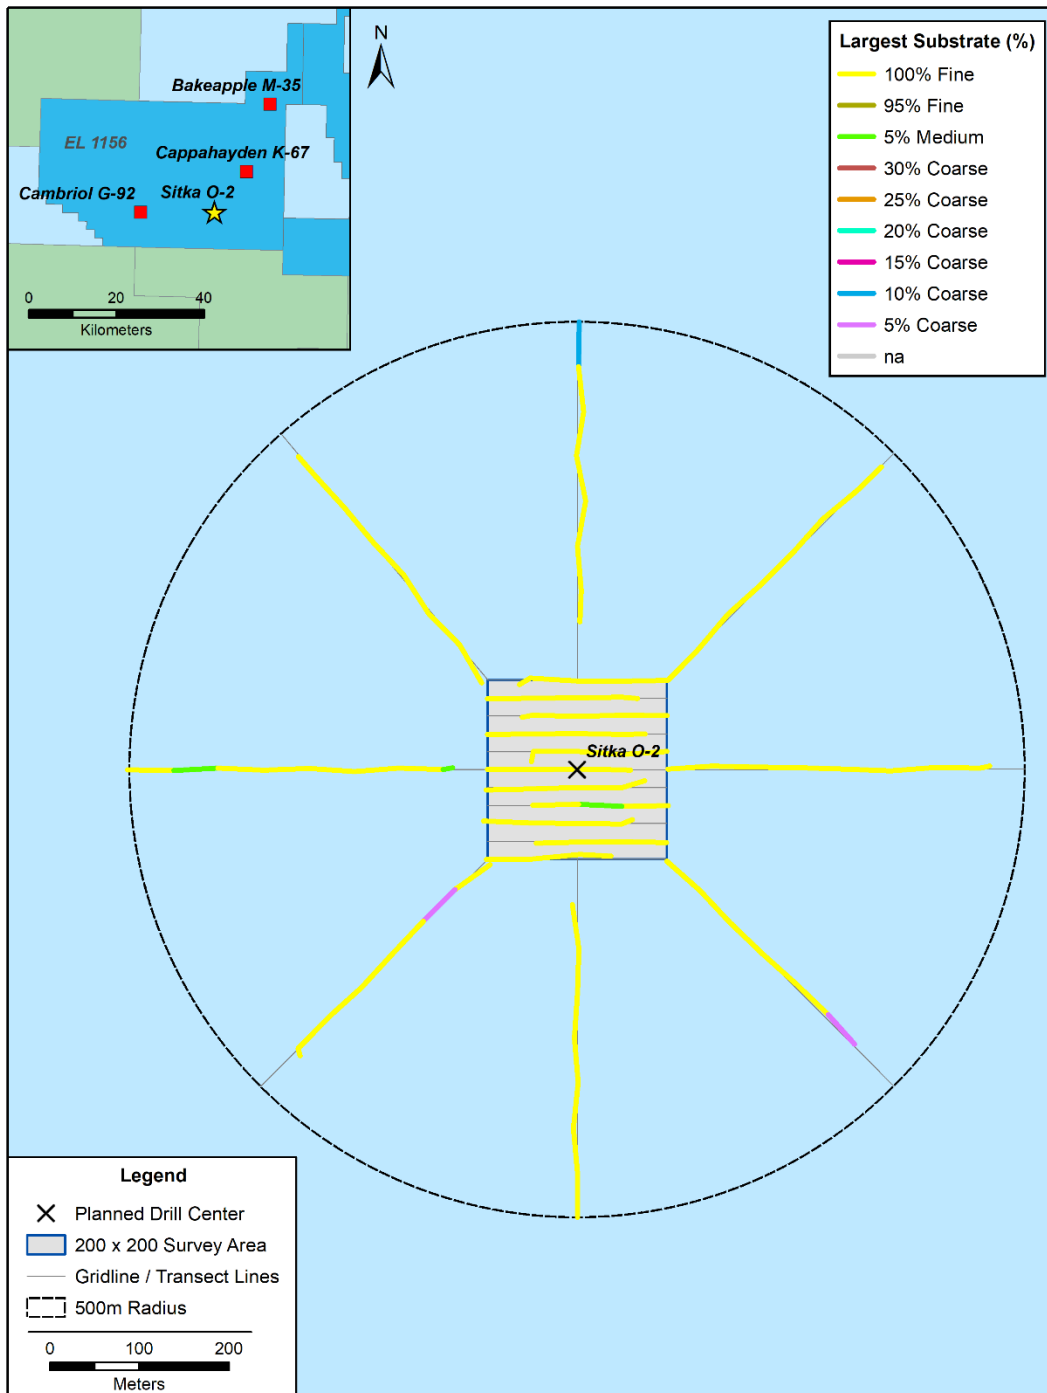 Bakeapple M-35
EL 1156
Cappahayden K-67
Cambriol G-92
Sitka O-2
0 20 40
Kilometers
N
Largest Substrate (%)
100% Fine
95% Fine
5% Medium
30% Coarse
25% Coarse
20% Coarse
15% Coarse
10% Coarse
5% Coarse
na
Sitka O-2
Legend
Planned Drill Center
200 x 200 Survey Area
Gridline / Transect Lines
500m Radius
0 100 200
Meters